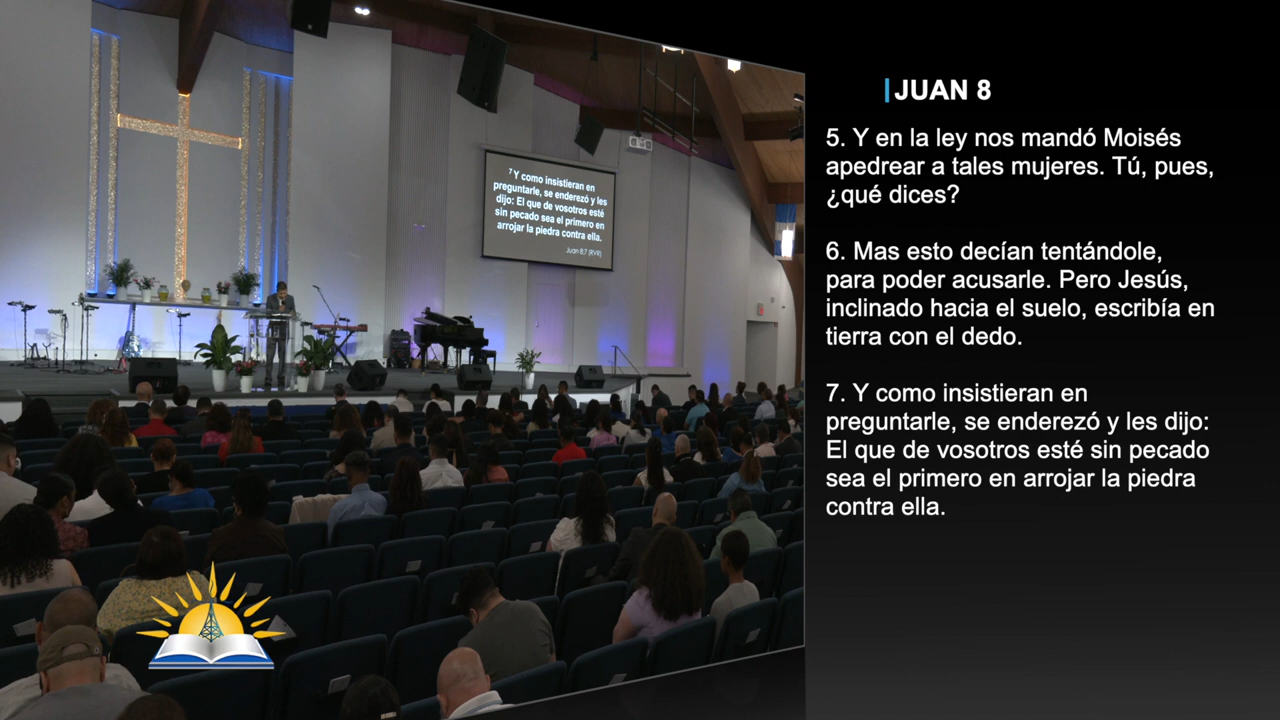 ⁷ Y como insistieran en
preguntarle, se enderezó y les
dijo: El que de vosotros esté
sin pecado sea el primero en
arrojar la piedra contra ella.
Juan 8:7 (RVR)
JUAN 8
5. Y en la ley nos mandó Moisés
apedrear a tales mujeres. Tú, pues,
¿qué dices?
6. Mas esto decían tentándole,
para poder acusarle. Pero Jesús,
inclinado hacia el suelo, escribía en
tierra con el dedo.
7. Y como insistieran en
preguntarle, se enderezó y les dijo:
El que de vosotros esté sin pecado
sea el primero en arrojar la piedra
contra ella.